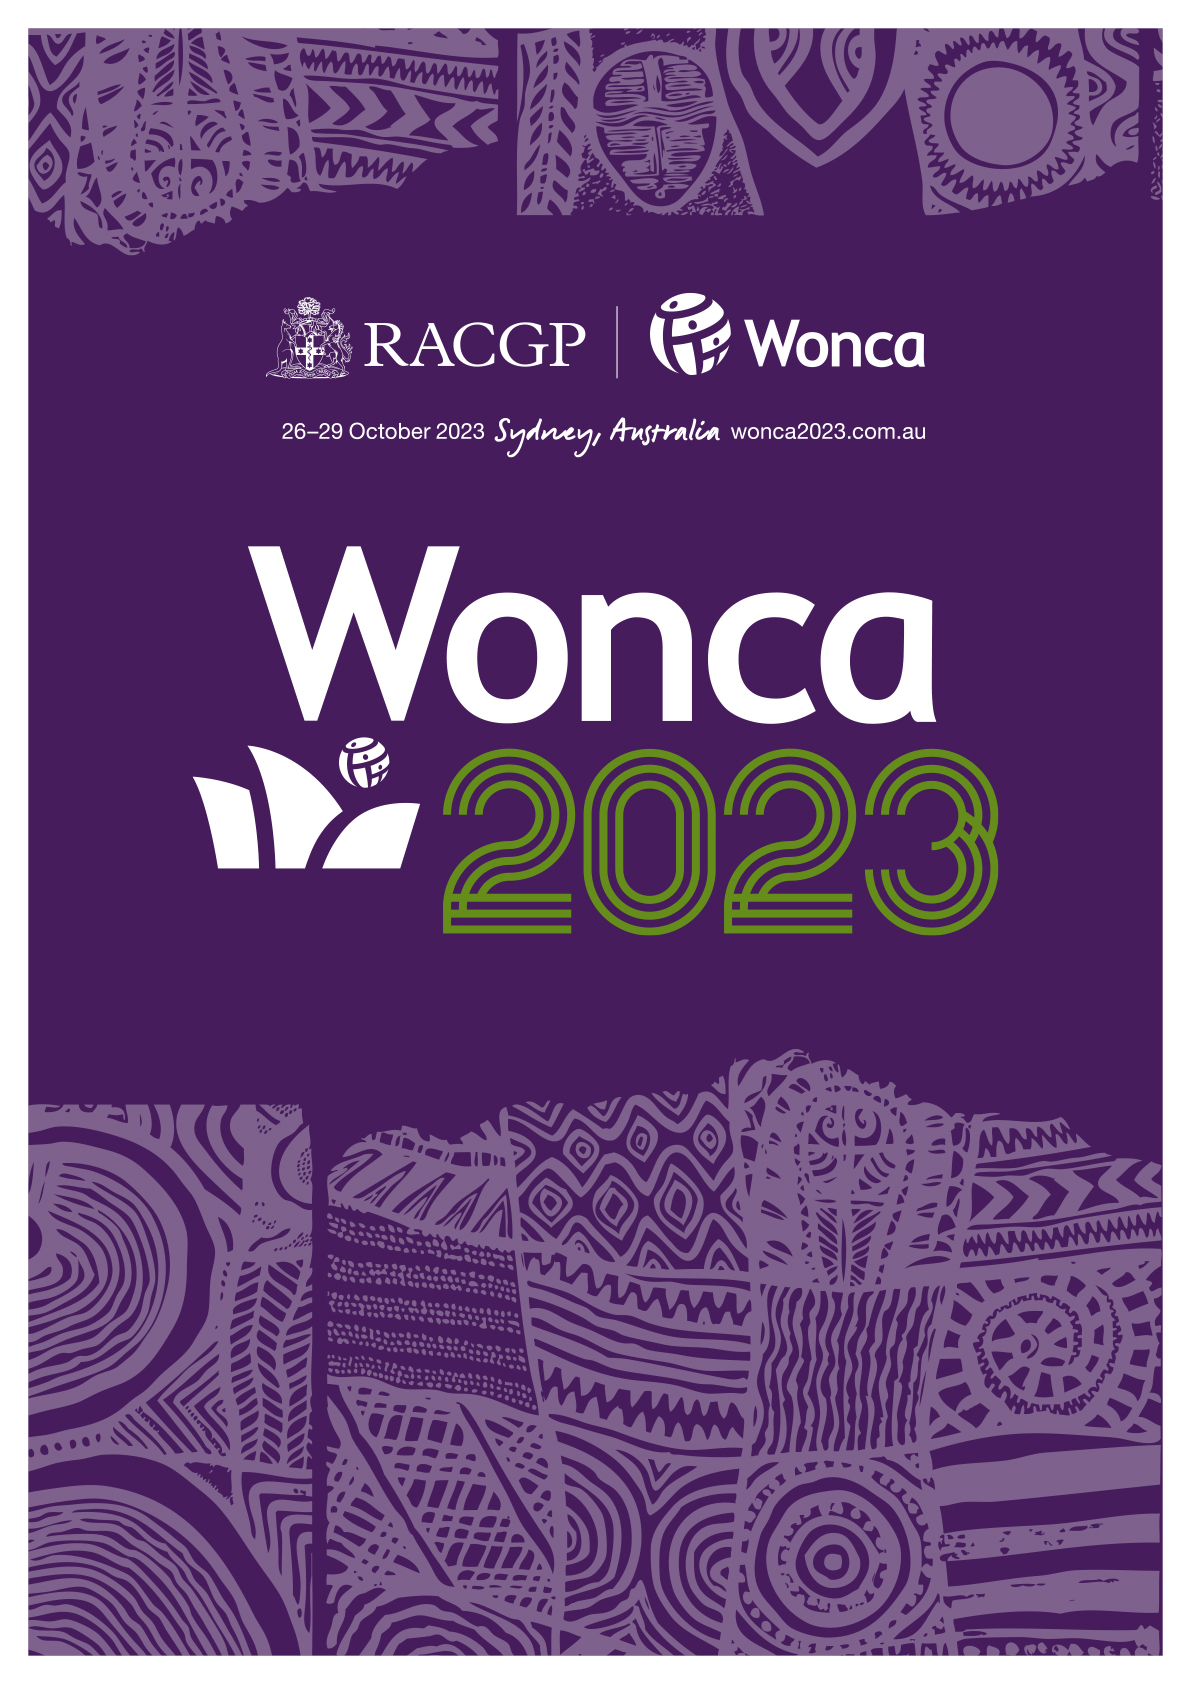 RACGP Wonca
26–29 October 2023 Sydney, Australia wonca2023.com.au
Wonca
2023